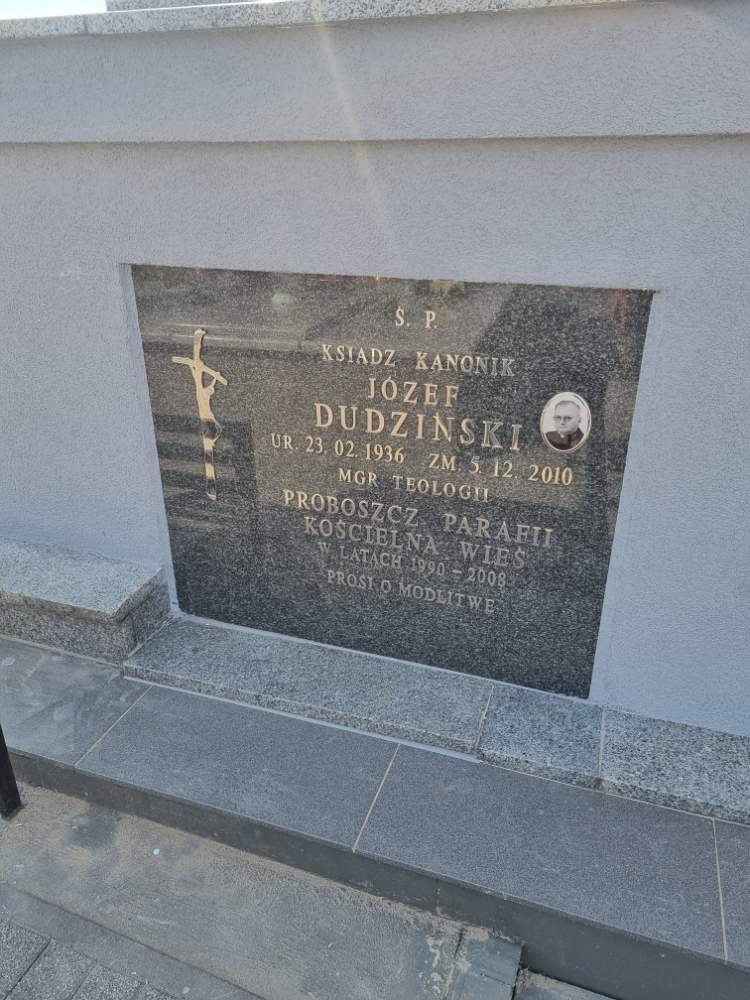 Ś. P.
KSIĄDZ KANONIK
JÓZEF
DUDZIŃSKI
UR. 23. 02. 1936 ZM. 5. 12. 2010
MGR TEOLOGII
PROBOSZCZ PARAFII
KOŚCIELNA WIEŚ
W LATACH 1990 - 2008
PROSI O MODLITWĘ